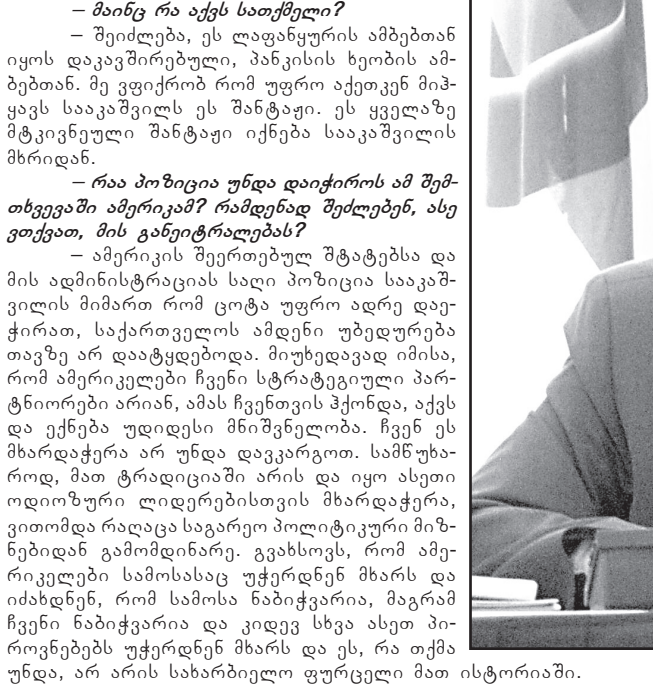 – მაინც რა აქვს სათქმელი?
– შეიძლება, ეს ლაფანყურის ამბებთან
იყოს დაკავშირებული, პანკისის ხეობის ამ-
ბებთან. მე ვფიქრობ რომ უფრო აქეთკენ მიჰ-
ყავს სააკაშვილს ეს შანტაჟი. ეს ყველაზე
მტკივნეული შანტაჟი იქნება სააკაშვილის
მხრიდან.
– რაა პოზიცია უნდა დაიჭიროს ამ შემ-
თხვევაში ამერიკამ? რამდენად შეძლებენ, ასე
ვთქვათ, მის განეიტრალებას?
– ამერიკის შეერთებულ შტატებსა და
მის ადმინისტრაციას საღი პოზიცია სააკაშ-
ვილის მიმართ რომ ცოტა უფრო ადრე დაე-
ჭირათ, საქართველოს ამდენი უბედურება
თავზე არ დაატყდებოდა. მიუხედავად იმისა,
რომ ამერიკელები ჩვენი სტრატეგიული პარ-
ტნიორები არიან, ამას ჩვენთვის ჰქონდა, აქვს
და ექნება უდიდესი მნიშვნელობა. ჩვენ ეს
მხარდაჭერა არ უნდა დავკარგოთ. სამწუხა-
როდ, მათ ტრადიციაში არის და იყო ასეთი
ოდიოზური ლიდერებისთვის მხარდაჭერა,
ვითომდა რაღაცა საგარეო პოლიტიკური მიზ-
ნებიდან გამომდინარე. გვახსოვს, რომ ამე-
რიკელები სამოსასაც უჭერდნენ მხარს და
იძახდნენ, რომ სამოსა ნაბიჭვარია, მაგრამ
ჩვენი ნაბიჭვარია და კიდევ სხვა ასეთ პი-
როვნებებს უჭერდნენ მხარს და ეს, რა თქმა
უნდა, არ არის სახარბიელო ფურცელი მათ ისტორიაში.